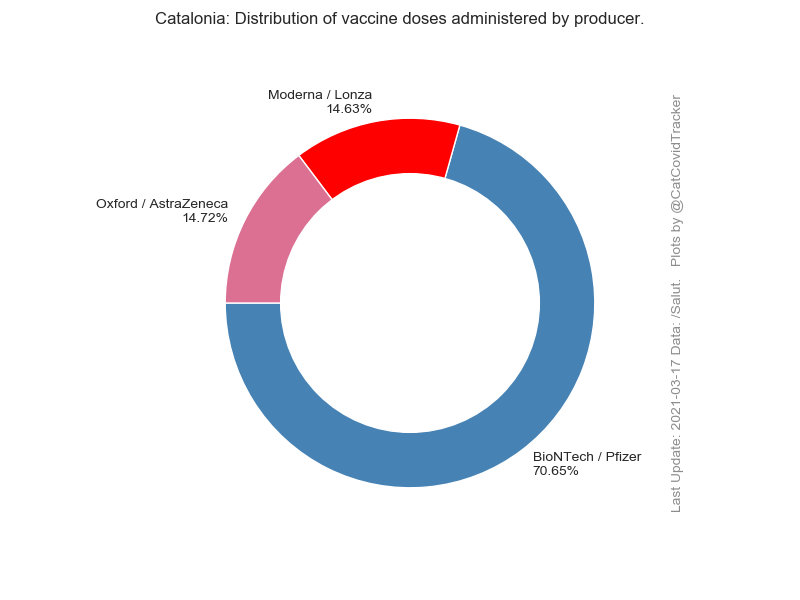 Catalonia: Distribution of vaccine doses administered by producer.
Moderna / Lonza
14.63%
Oxford / AstraZeneca
14.72%
BioNTech / Pfizer
70.65%
Last Update: 2021-03-17 Data: /Salut.   Plots by @CatCovidTracker